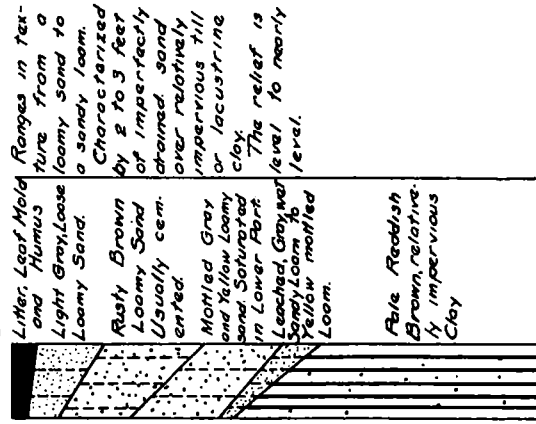 Litter, Leaf Mold
and Humus
Light Gray, Loose
Loamy Sand.
Rusty Brown
Loamy Sand
Usually cem-
ented.
Mottled Gray
and Yellow Loamy
sand. Saturated
in Lower Part.
Leached, Gray, wet
Sandy Loam to
Yellow mottled
Loam.
Pale Reddish
Brown, relative-
ly impervious
Clay
Ranges in tex-
ture from a
loamy sand to
a sandy loam.
Characterized
by 2 to 3 feet
of imperfectly
drained sand
over relatively
impervious till
or lacustrine
clay.
The relief is
level to nearly
level.